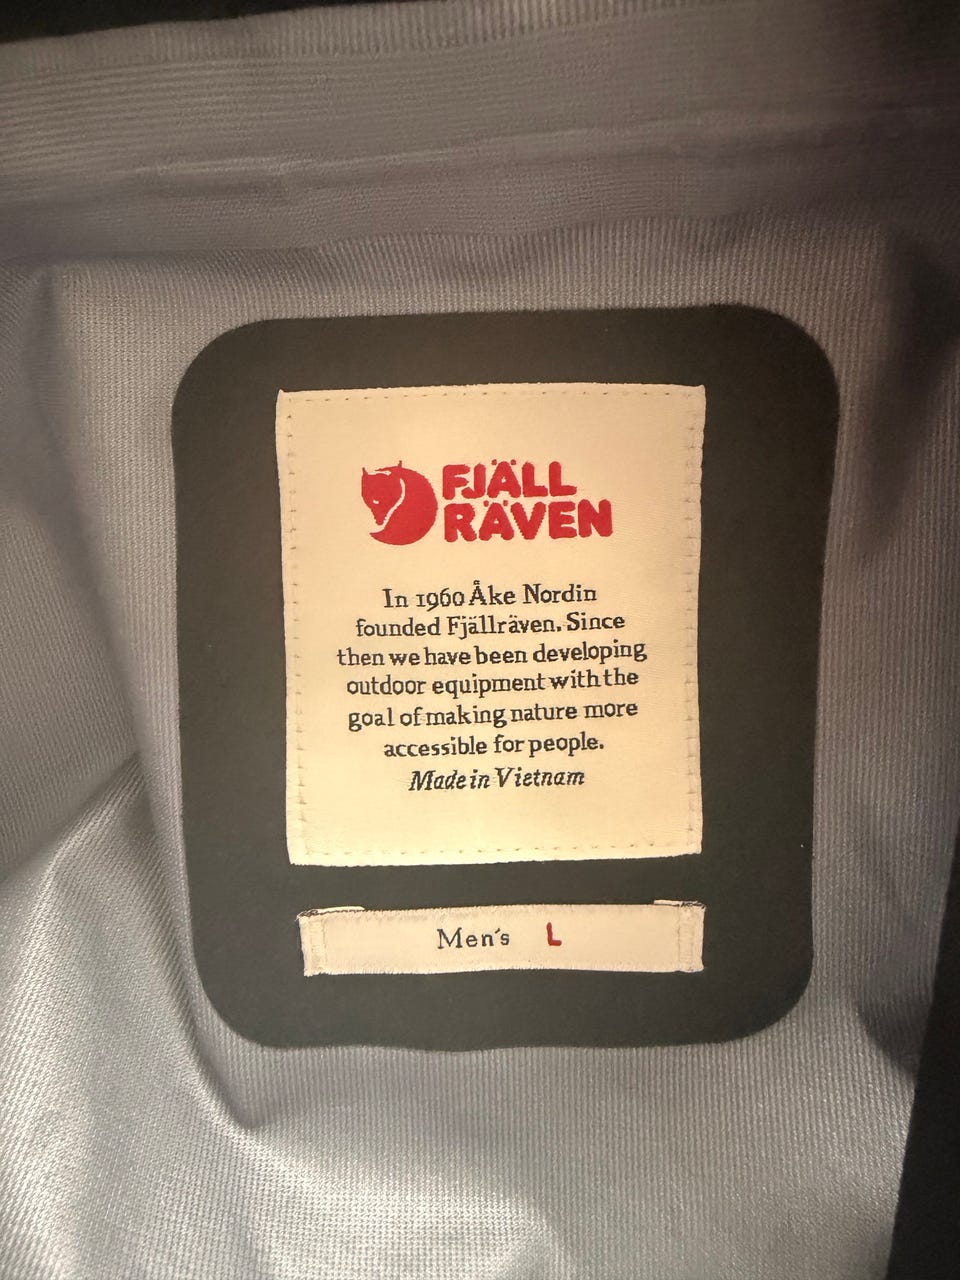 FJÄLL
RÄVEN
In 1960 Åke Nordin
founded Fjällräven. Since
then we have been developing
outdoor equipment with the
goal of making nature more
accessible for people.
Made in Vietnam
Men's L